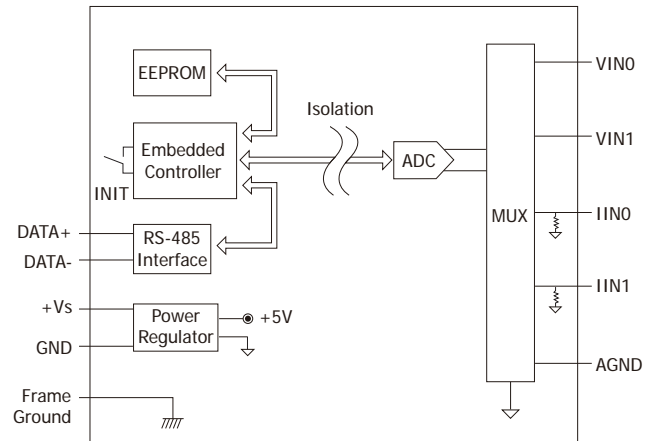 EEPROM
Isolation
Embedded
Controller
INIT
ADC
MUX
VIN0
VIN1
IIN0
IIN1
AGND
DATA+
DATA-
RS-485
Interface
+Vs
GND
Power
Regulator
+5V
Frame
Ground